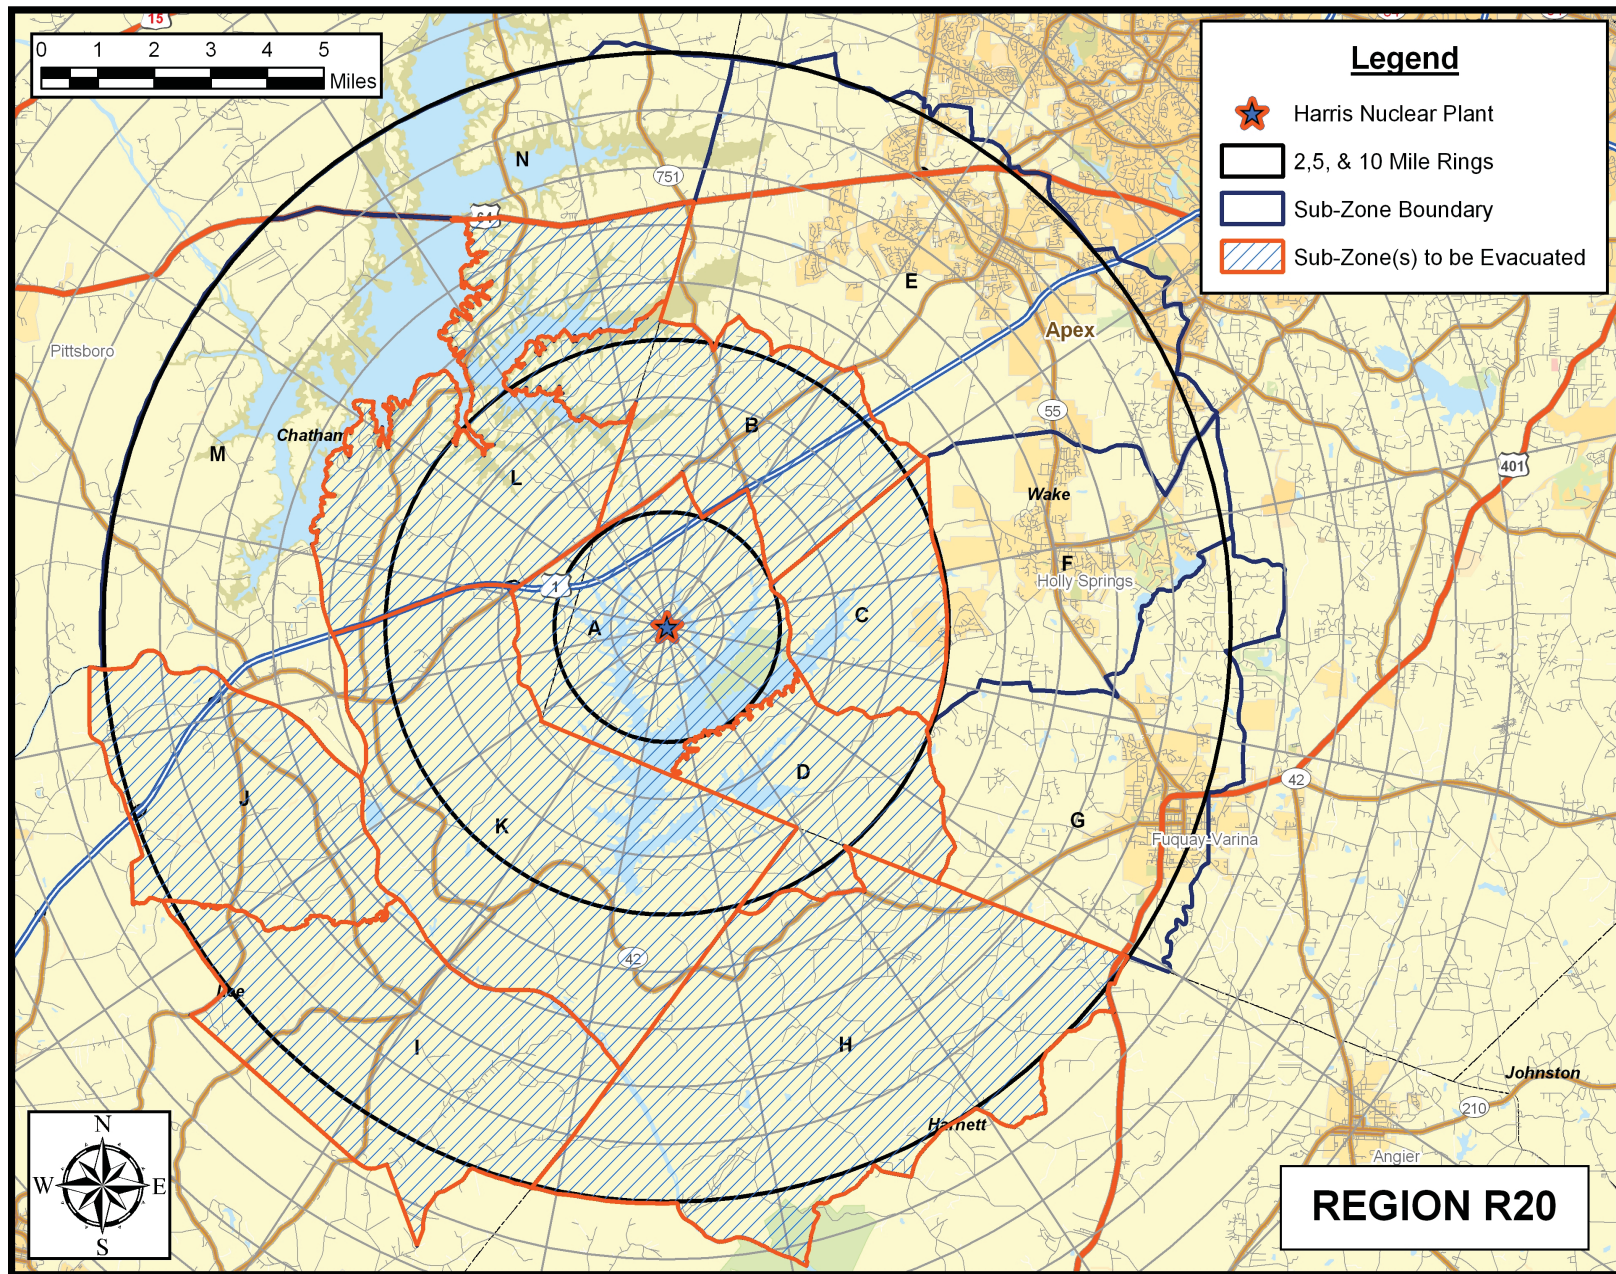 15
0 1 2 3 4 5
Miles
Legend
Harris Nuclear Plant
2,5, & 10 Mile Rings
Sub-Zone Boundary
Sub-Zone(s) to be Evacuated
N
751
64
E
Apex
Pittsboro
55
B
Chatham
M
L
401
Wake
F
Holly Springs
1
A
C
D
42
J
G
K
Fuquay-Varina
42
Lee
I
H
Johnston
210
Harnett
Angier
N
W E
S
REGION R20